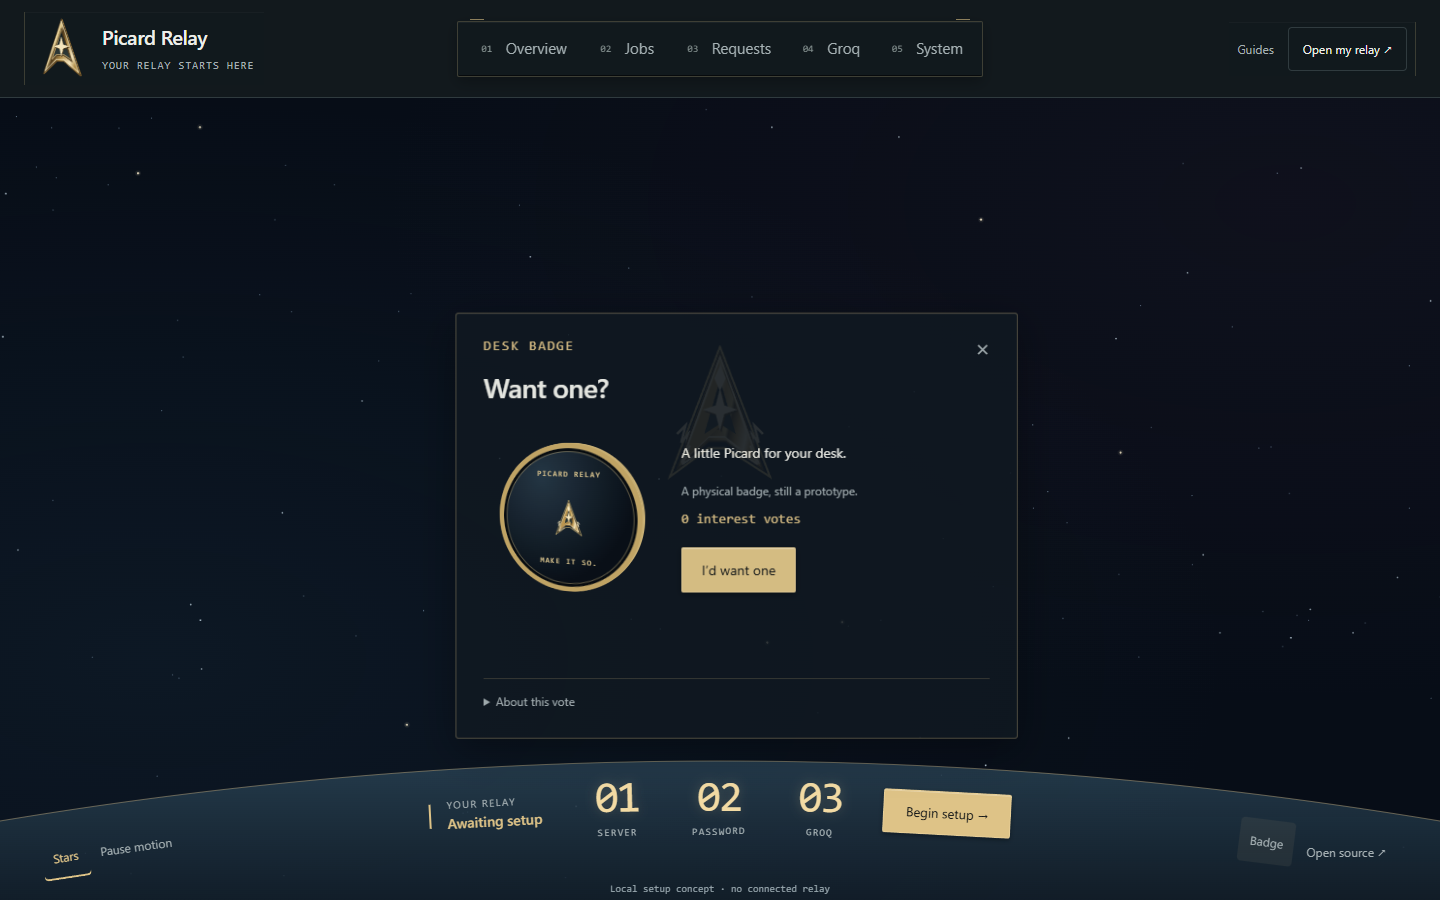 Picard Relay
YOUR RELAY STARTS HERE
01 Overview
02 Jobs
03 Requests
04 Groq
05 System
Guides
Open my relay ↗
DESK BADGE
✕
Want one?
PICARD RELAY
MAKE IT SO.
A little Picard for your desk.
A physical badge, still a prototype.
0 interest votes
I'd want one
▶ About this vote
YOUR RELAY
Awaiting setup
01
SERVER
02
PASSWORD
03
GROQ
Begin setup →
Stars
Pause motion
Badge
Open source ↗
Local setup concept · no connected relay